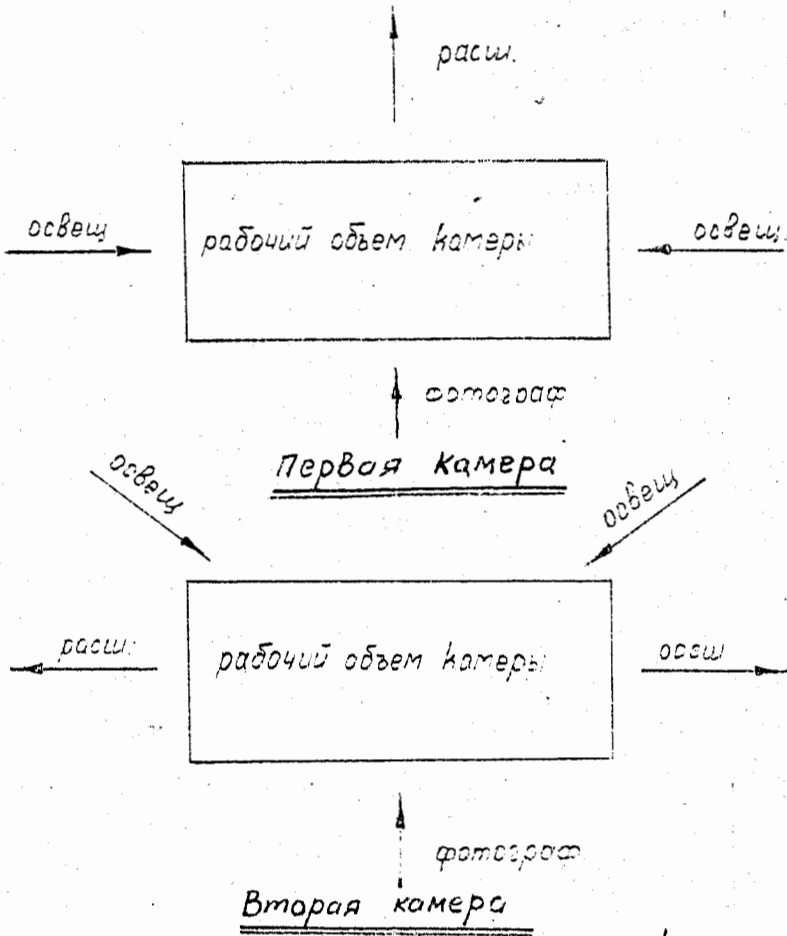 расш.
освещ
рабочий объем камеры
освещ.
фотограф
Первая камера
освещ
освещ
расш.
рабочий объем камеры
фотограф.
Вторая камера